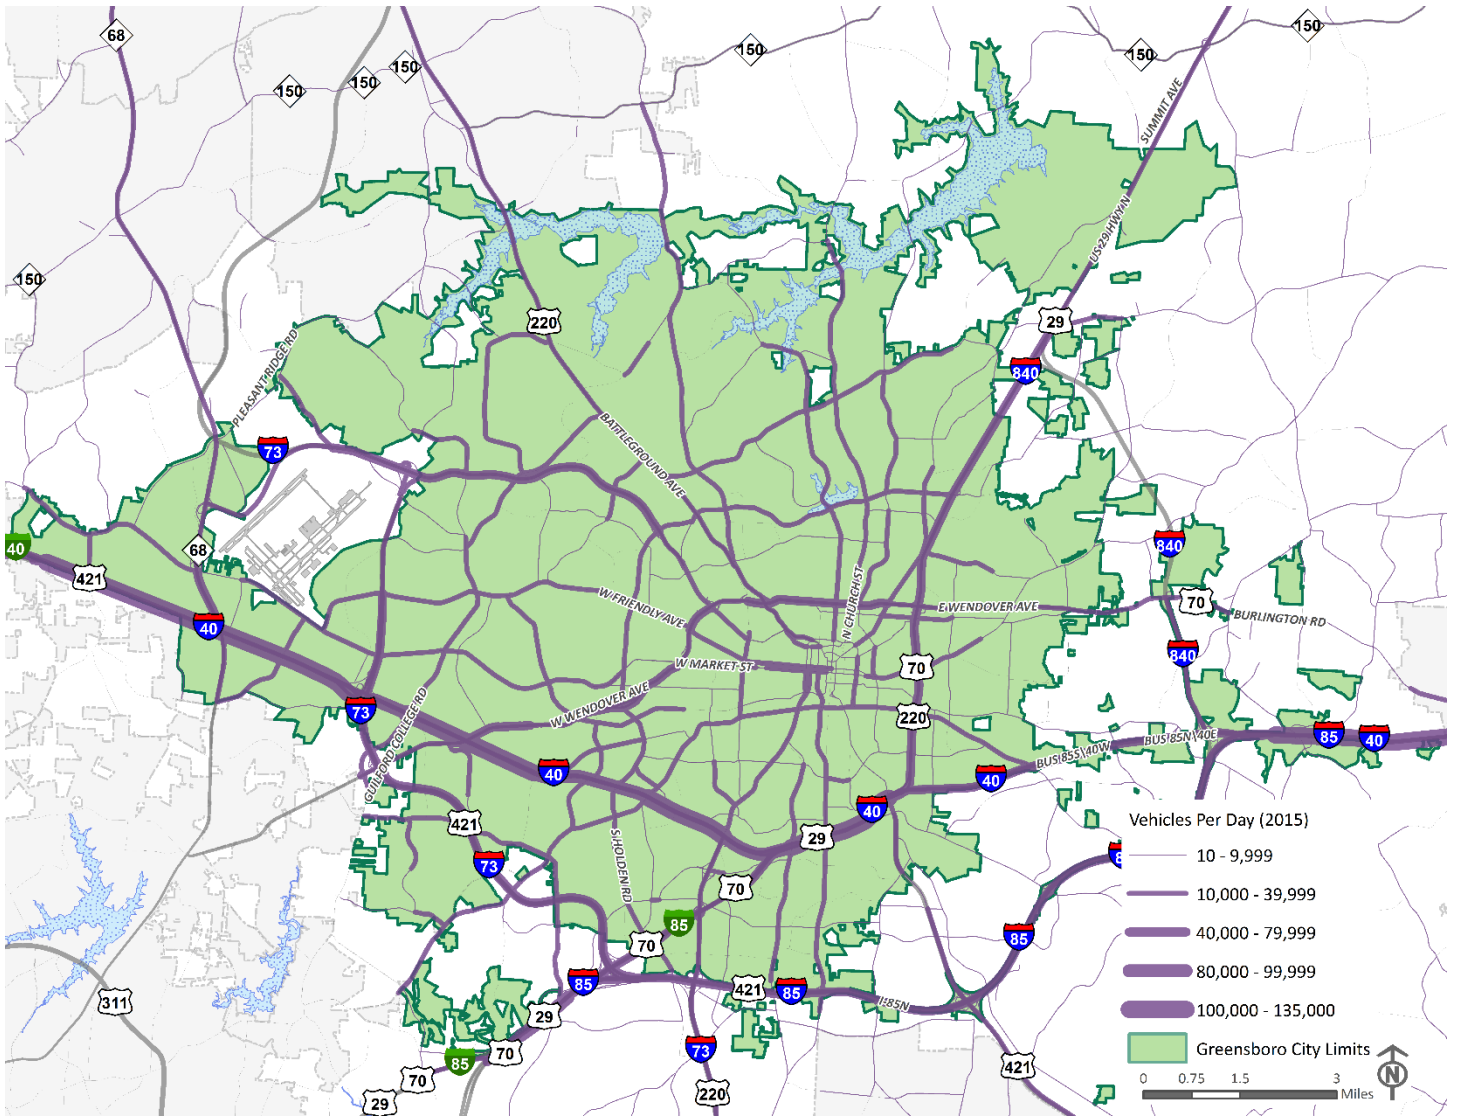 68
150
150
150
150
150
150
SUMMIT AVE
150
US 29 HWY N
220
29
840
PLEASANT RIDGE RD
73
BATTLEGROUND AVE
40
421
68
840
40
W FRIENDLY AVE
N CHURCH ST
E WENDOVER AVE
70
BURLINGTON RD
840
W MARKET ST
70
73
GUILFORD COLLEGE RD
W WENDOVER AVE
220
BUS 85S\40W
BUS 85N\40E
85
40
40
40
40
421
29
73
S HOLDEN RD
70
85
70
85
85
421
85
I-85N
311
29
70
85
70
29
73
220
421
Vehicles Per Day (2015)
10 - 9,999
10,000 - 39,999
40,000 - 79,999
80,000 - 99,999
100,000 - 135,000
Greensboro City Limits
0 0.75 1.5 3
Miles
N